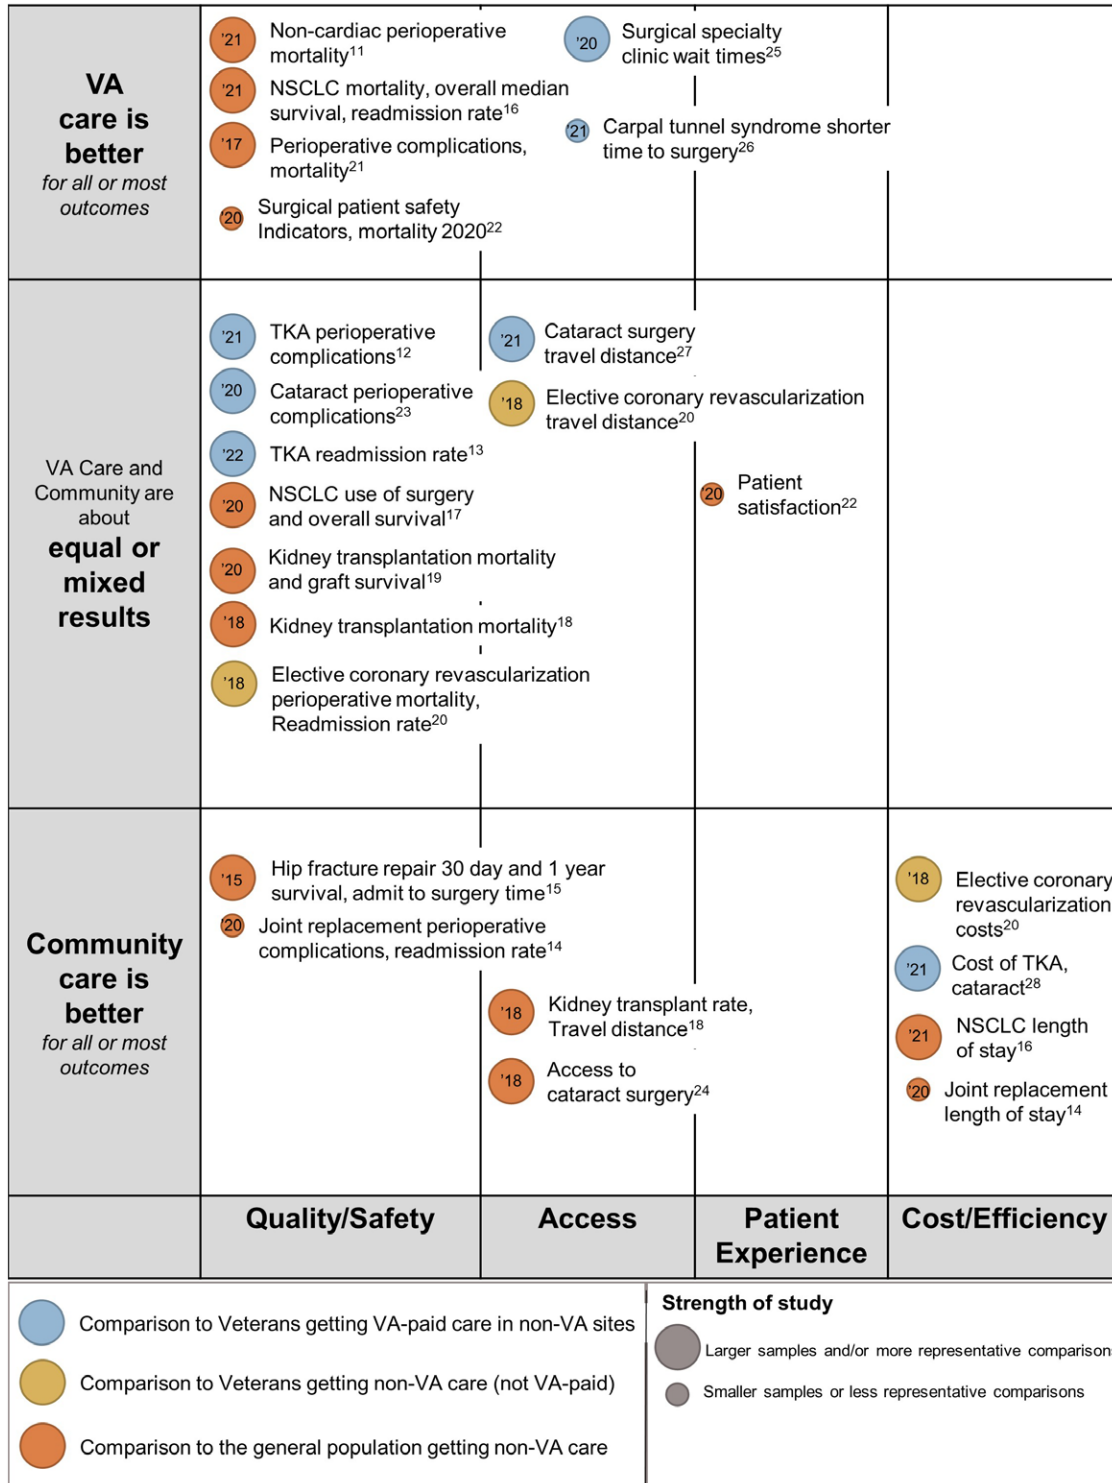 VA
care is
better
for all or most
outcomes
'21
Non-cardiac perioperative
mortality11
'21
NSCLC mortality, overall median
survival, readmission rate16
'17
Perioperative complications,
mortality21
'20
Surgical patient safety
Indicators, mortality 202022
'20
Surgical specialty
clinic wait times25
'21
Carpal tunnel syndrome shorter
time to surgery26
VA Care and
Community are
about
equal or
mixed
results
'21
TKA perioperative
complications12
'20
Cataract perioperative
complications23
'22
TKA readmission rate13
'20
NSCLC use of surgery
and overall survival17
'20
Kidney transplantation mortality
and graft survival19
'18
Kidney transplantation mortality18
'18
Elective coronary revascularization
perioperative mortality,
Readmission rate20
'21
Cataract surgery
travel distance27
'18
Elective coronary revascularization
travel distance20
'20
Patient
satisfaction22
Community
care is
better
for all or most
outcomes
'15
Hip fracture repair 30 day and 1 year
survival, admit to surgery time15
'20
Joint replacement perioperative
complications, readmission rate14
'18
Kidney transplant rate,
Travel distance18
'18
Access to
cataract surgery24
'18
Elective coronary
revascularization
costs20
'21
Cost of TKA,
cataract28
'21
NSCLC length
of stay16
'20
Joint replacement
length of stay14
Quality/Safety
Access
Patient
Experience
Cost/Efficiency
Comparison to Veterans getting VA-paid care in non-VA sites
Comparison to Veterans getting non-VA care (not VA-paid)
Comparison to the general population getting non-VA care
Strength of study
Larger samples and/or more representative comparison
Smaller samples or less representative comparisons